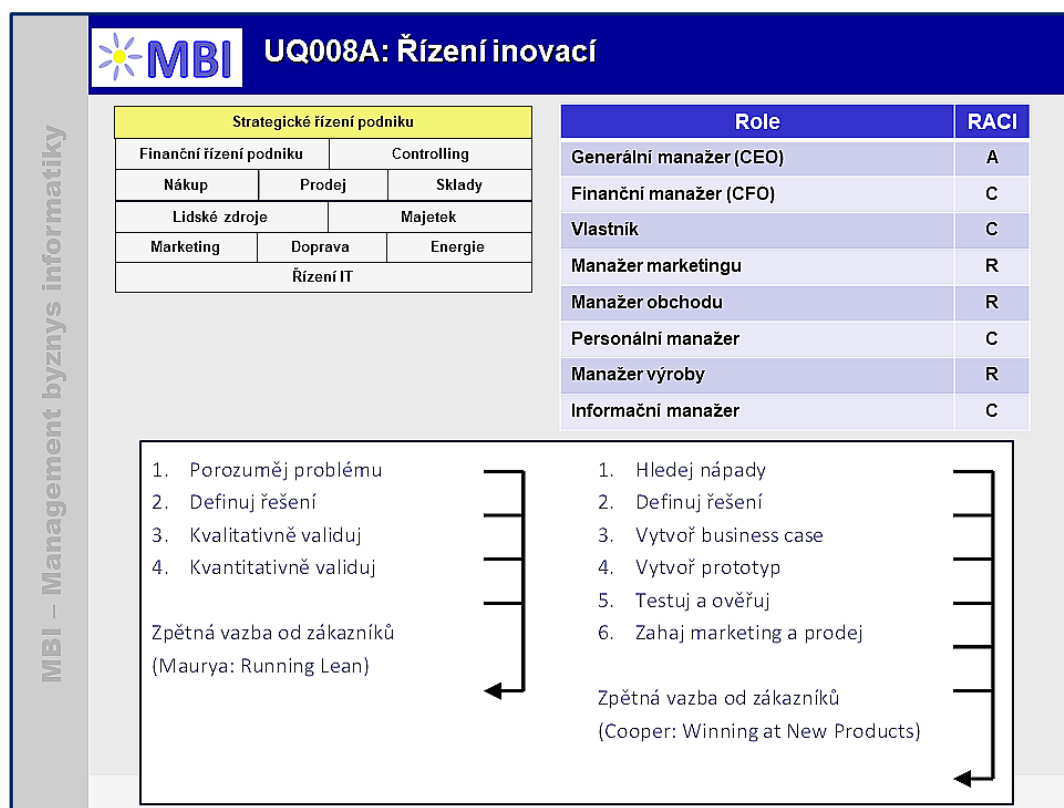 MBI – Management byznys informatiky
MBI
UQ008A: Řízení inovací
Strategické řízení podniku
Finanční řízení podniku Controlling
Nákup Prodej Sklady
Lidské zdroje Majetek
Marketing Doprava Energie
Řízení IT
Role RACI
Generální manažer (CEO) A
Finanční manažer (CFO) C
Vlastník C
Manažer marketingu R
Manažer obchodu R
Personální manažer C
Manažer výroby R
Informační manažer C
1. Porozuměj problému
2. Definuj řešení
3. Kvalitativně validuj
4. Kvantitativně validuj
Zpětná vazba od zákazníků
(Maurya: Running Lean)
1. Hledej nápady
2. Definuj řešení
3. Vytvoř business case
4. Vytvoř prototyp
5. Testuj a ověřuj
6. Zahaj marketing a prodej
Zpětná vazba od zákazníků
(Cooper: Winning at New Products)